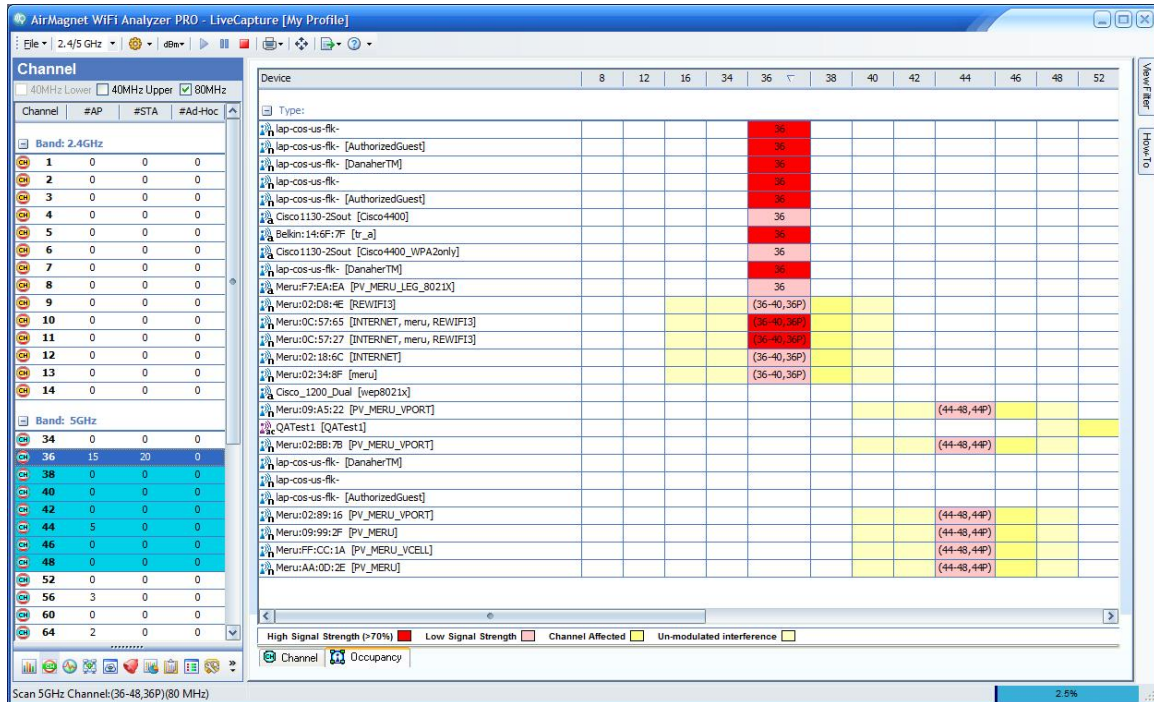 AirMagnet WiFi Analyzer PRO - LiveCapture [My Profile]
File 2.4/5 GHz dBm
Channel
40MHz Lower 40MHz Upper 80MHz
Channel #AP #STA #Ad-Hoc
Band: 2.4GHz
1 0 0 0
2 0 0 0
3 0 0 0
4 0 0 0
5 0 0 0
6 0 0 0
7 0 0 0
8 0 0 0
9 0 0 0
10 0 0 0
11 0 0 0
12 0 0 0
13 0 0 0
14 0 0 0
Band: 5GHz
34 0 0 0
36 15 20 0
38 0 0 0
40 0 0 0
42 0 0 0
44 5 0 0
46 0 0 0
48 0 0 0
52 0 0 0
56 3 0 0
60 0 0 0
64 2 0 0
Device 8 12 16 34 36 38 40 42 44 46 48 52
Type:
lap-cos-us-flk- 36
lap-cos-us-flk- [AuthorizedGuest] 36
lap-cos-us-flk- [DanaherTM] 36
lap-cos-us-flk- 36
lap-cos-us-flk- [AuthorizedGuest] 36
Cisco1130-2Sout [Cisco4400] 36
Belkin:14:6F:7F [tr_a] 36
Cisco1130-2Sout [Cisco4400_WPA2only] 36
lap-cos-us-flk- [DanaherTM] 36
Meru:F7:EA:EA [PV_MERU_LEG_8021X] 36
Meru:02:D8:4E [REWIFI3] (36-40,36P)
Meru:0C:57:65 [INTERNET, meru, REWIFI3] (36-40,36P)
Meru:0C:57:27 [INTERNET, meru, REWIFI3] (36-40,36P)
Meru:02:18:6C [INTERNET] (36-40,36P)
Meru:02:34:8F [meru] (36-40,36P)
Cisco_1200_Dual [wep8021x]
Meru:09:A5:22 [PV_MERU_VPORT] (44-48,44P)
QATest1 [QATest1]
Meru:02:BB:7B [PV_MERU_VPORT] (44-48,44P)
lap-cos-us-flk- [DanaherTM]
lap-cos-us-flk-
lap-cos-us-flk- [AuthorizedGuest]
Meru:02:89:16 [PV_MERU_VPORT] (44-48,44P)
Meru:09:99:2F [PV_MERU] (44-48,44P)
Meru:FF:CC:1A [PV_MERU_VCELL] (44-48,44P)
Meru:AA:0D:2E [PV_MERU] (44-48,44P)
High Signal Strength (>70%) Low Signal Strength Channel Affected Un-modulated interference
Channel Occupancy
View Filter
How-To
Scan 5GHz Channel:(36-48,36P)(80 MHz) 2.5%